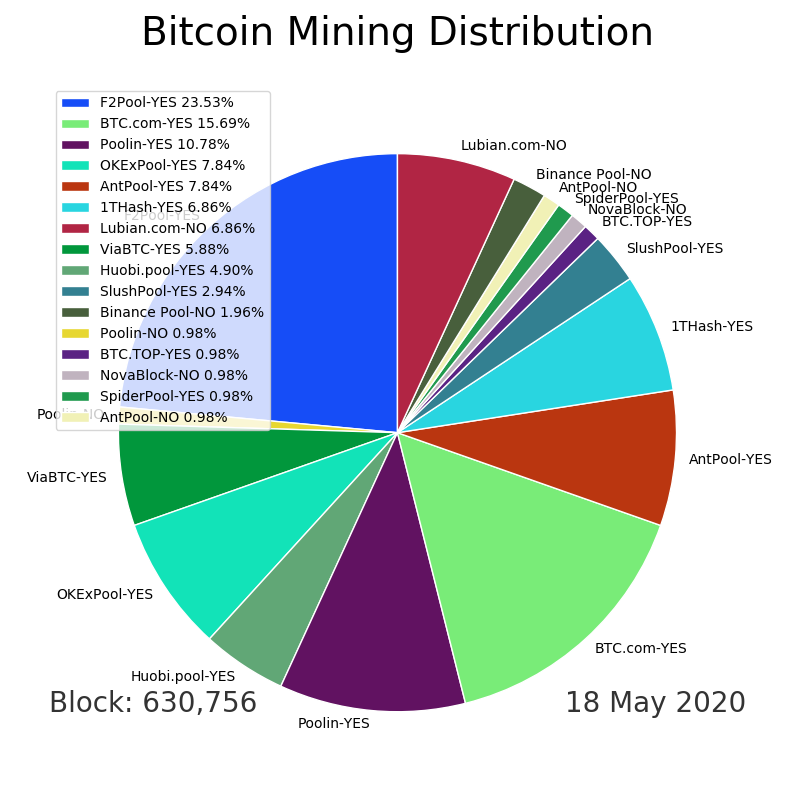 Bitcoin Mining Distribution
F2Pool-YES 23.53%
BTC.com-YES 15.69%
Poolin-YES 10.78%
OKExPool-YES 7.84%
AntPool-YES 7.84%
1THash-YES 6.86%
Lubian.com-NO 6.86%
ViaBTC-YES 5.88%
Huobi.pool-YES 4.90%
SlushPool-YES 2.94%
Binance Pool-NO 1.96%
Poolin-NO 0.98%
BTC.TOP-YES 0.98%
NovaBlock-NO 0.98%
SpiderPool-YES 0.98%
AntPool-NO 0.98%
Lubian.com-NO
Binance Pool-NO
AntPool-NO
SpiderPool-YES
NovaBlock-NO
BTC.TOP-YES
SlushPool-YES
1THash-YES
AntPool-YES
BTC.com-YES
Poolin-YES
Huobi.pool-YES
OKExPool-YES
ViaBTC-YES
Poolin-NO
F2Pool-YES
Block: 630,756
18 May 2020